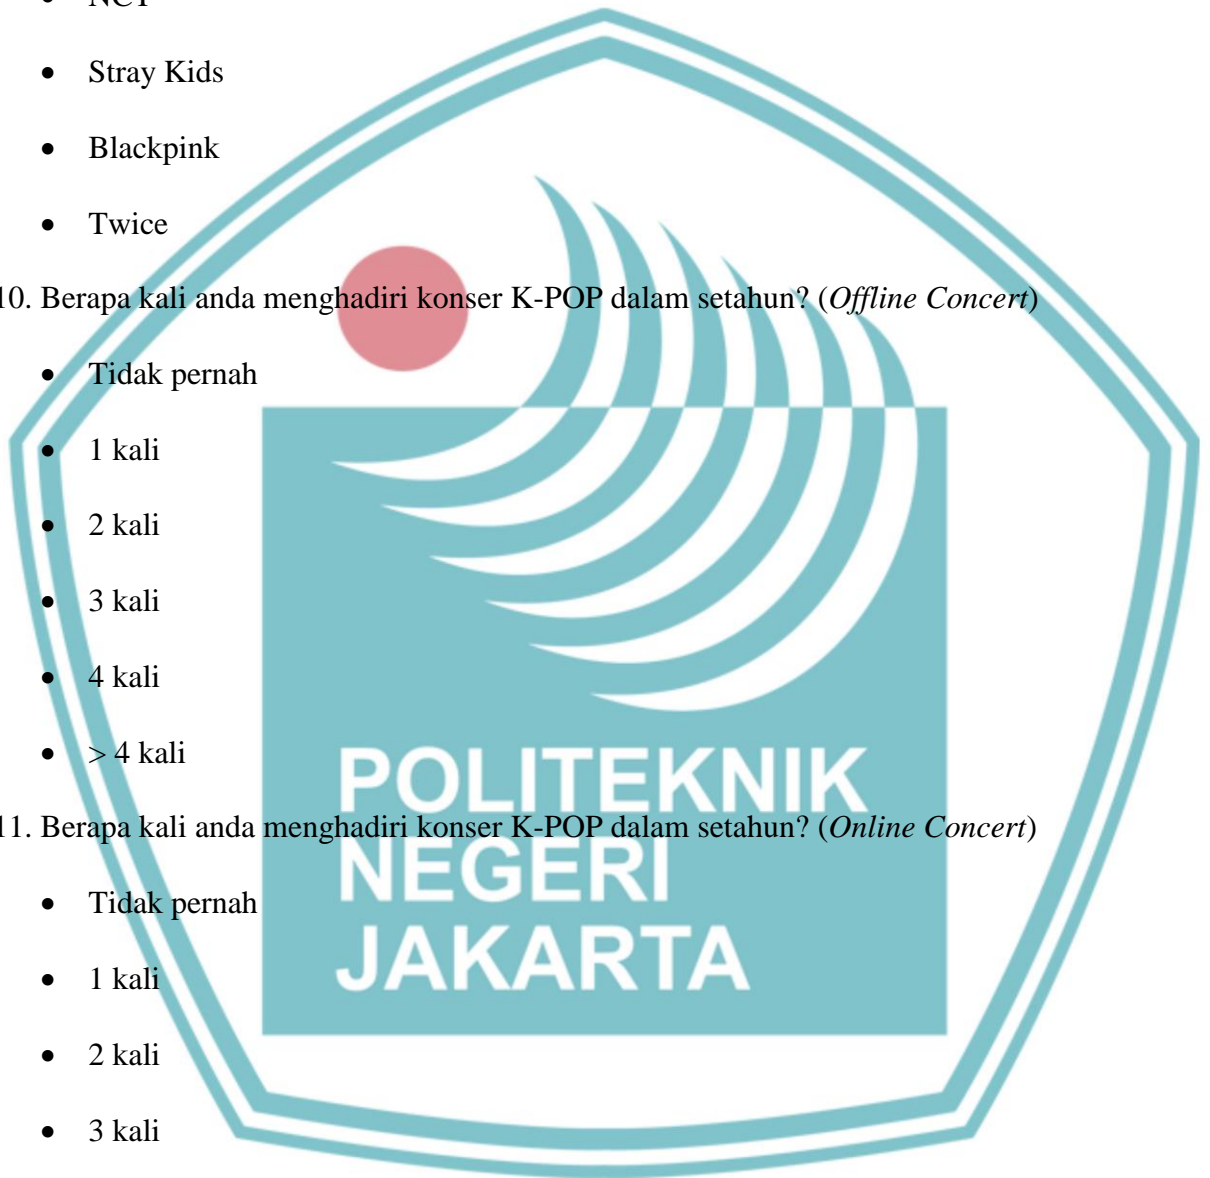 • NCT
• Stray Kids
• Blackpink
• Twice
10. Berapa kali anda menghadiri konser K-POP dalam setahun? (Offline Concert)
• Tidak pernah
• 1 kali
• 2 kali
• 3 kali
• 4 kali
• > 4 kali
11. Berapa kali anda menghadiri konser K-POP dalam setahun? (Online Concert)
• Tidak pernah
• 1 kali
• 2 kali
• 3 kali
POLITEKNIK
NEGERI
JAKARTA